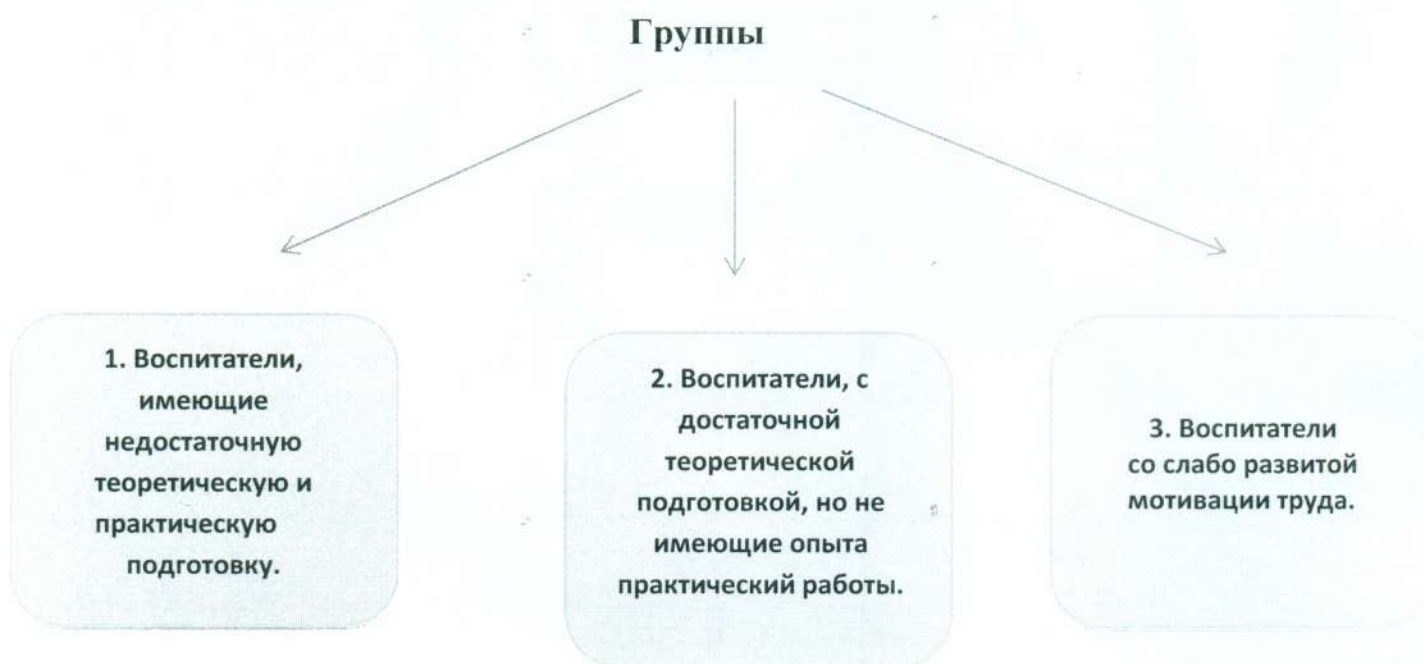 Группы
1. Воспитатели,
имеющие
недостаточную
теоретическую и
практическую
подготовку.
2. Воспитатели, с
достаточной
теоретической
подготовкой, но не
имеющие опыта
практический работы.
3. Воспитатели
со слабо развитой
мотивации труда.